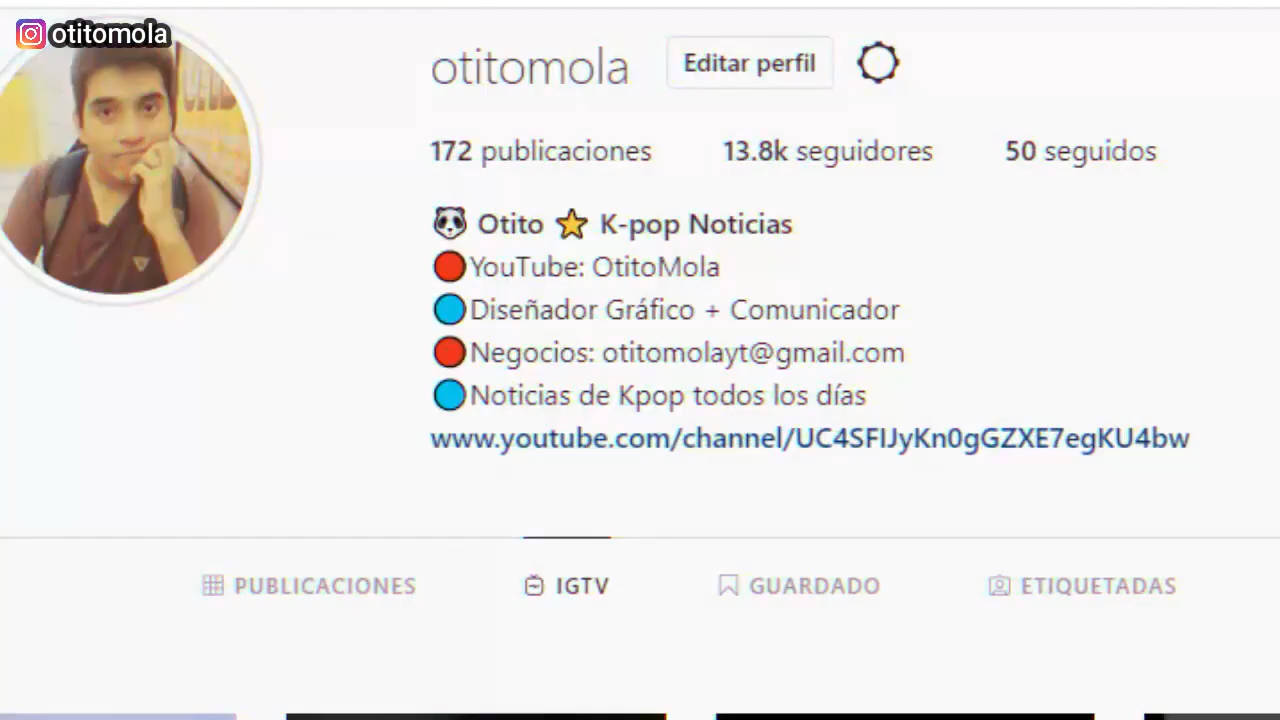 otitomola
otitomola Editar perfil
172 publicaciones 13.8k seguidores 50 seguidos
🐼 Otito ⭐ K-pop Noticias
🔴YouTube: OtitoMola
🔵Diseñador Gráfico + Comunicador
🔴Negocios: otitomolayt@gmail.com
🔵Noticias de Kpop todos los días
www.youtube.com/channel/UC4SFIJyKn0gGZXE7egKU4bw
PUBLICACIONES IGTV GUARDADO ETIQUETADAS